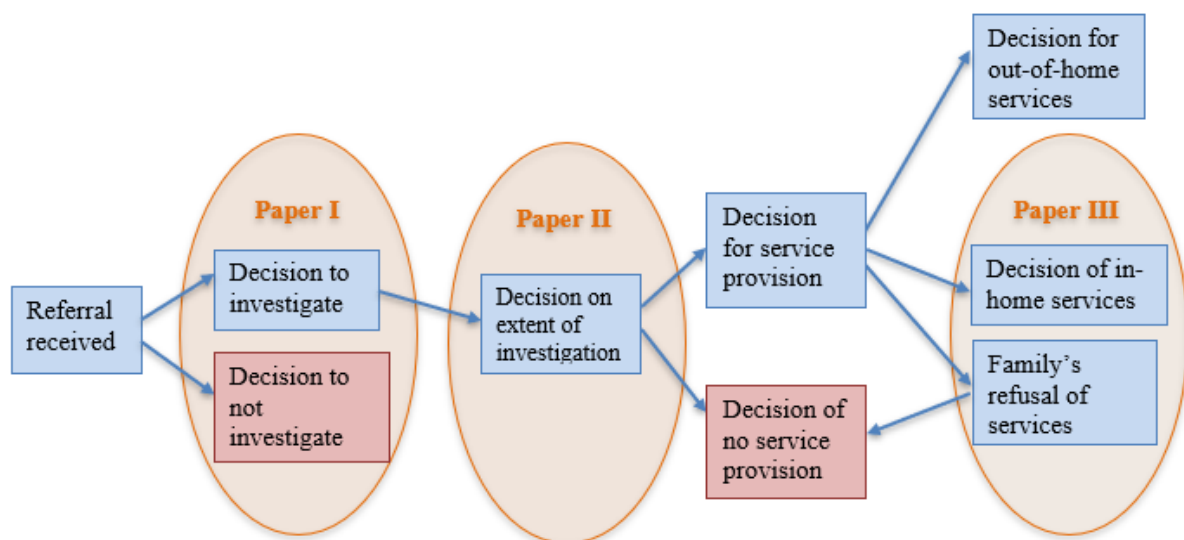 Referral
received
Paper I
Decision to
investigate
Decision to
not
investigate
Paper II
Decision on
extent of
investigation
Decision
for service
provision
Decision of
no service
provision
Decision for
out-of-home
services
Paper III
Decision of in-
home services
Family’s
refusal of
services